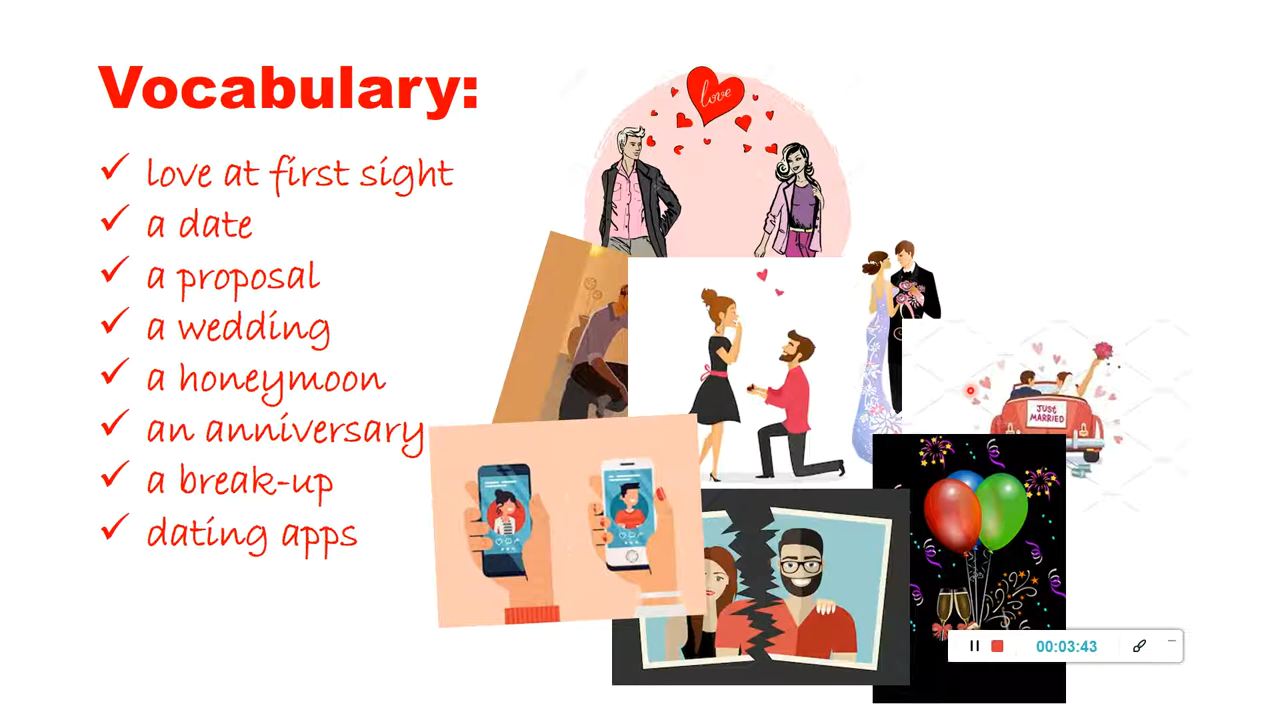 Vocabulary:
✓ love at first sight
✓ a date
✓ a proposal
✓ a wedding
✓ a honeymoon
✓ an anniversary
✓ a break-up
✓ dating apps
love
JUST
MARRIED
00:03:43